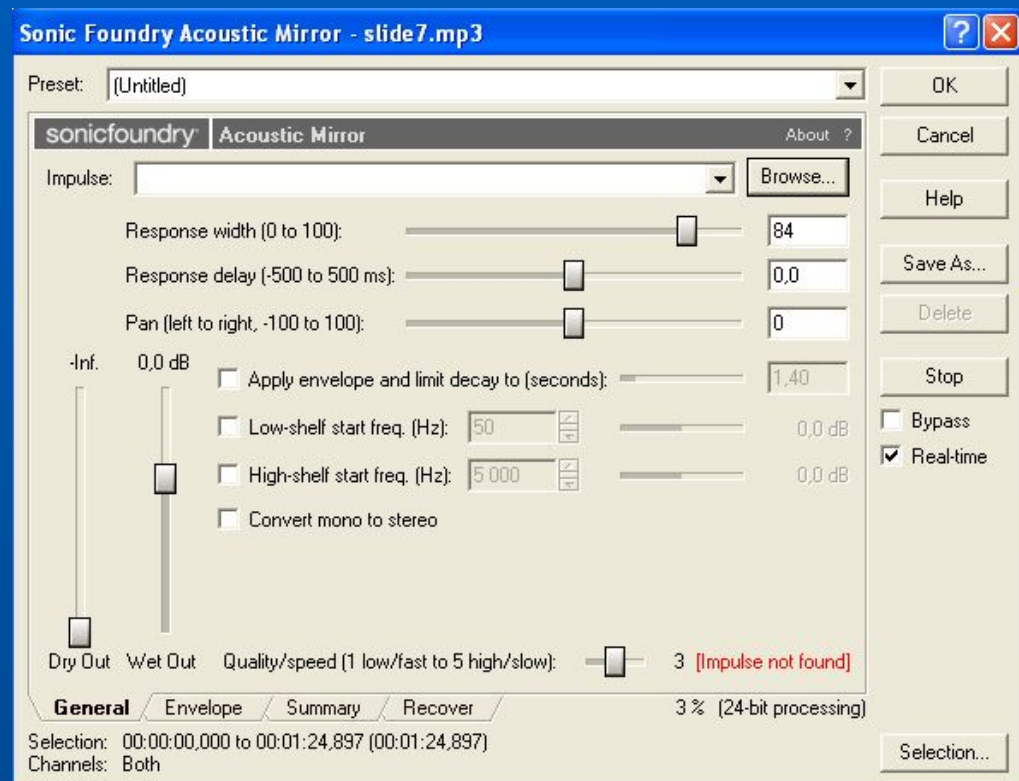 Sonic Foundry Acoustic Mirror - slide7.mp3
Preset: (Untitled) OK
sonicfoundry Acoustic Mirror About ? Cancel
Impulse: Browse...
Help
Response width (0 to 100): 84
Response delay (-500 to 500 ms): 0,0 Save As...
Pan (left to right, -100 to 100): 0 Delete
-Inf. 0,0 dB
Apply envelope and limit decay to (seconds): 1,40 Stop
Low-shelf start freq. (Hz): 50 0,0 dB Bypass
High-shelf start freq. (Hz): 5 000 0,0 dB Real-time
Convert mono to stereo
Dry Out Wet Out Quality/speed (1 low/fast to 5 high/slow): 3 [Impulse not found]
General Envelope Summary Recover 3 % (24-bit processing)
Selection: 00:00:00,000 to 00:01:24,897 (00:01:24,897)
Channels: Both Selection...